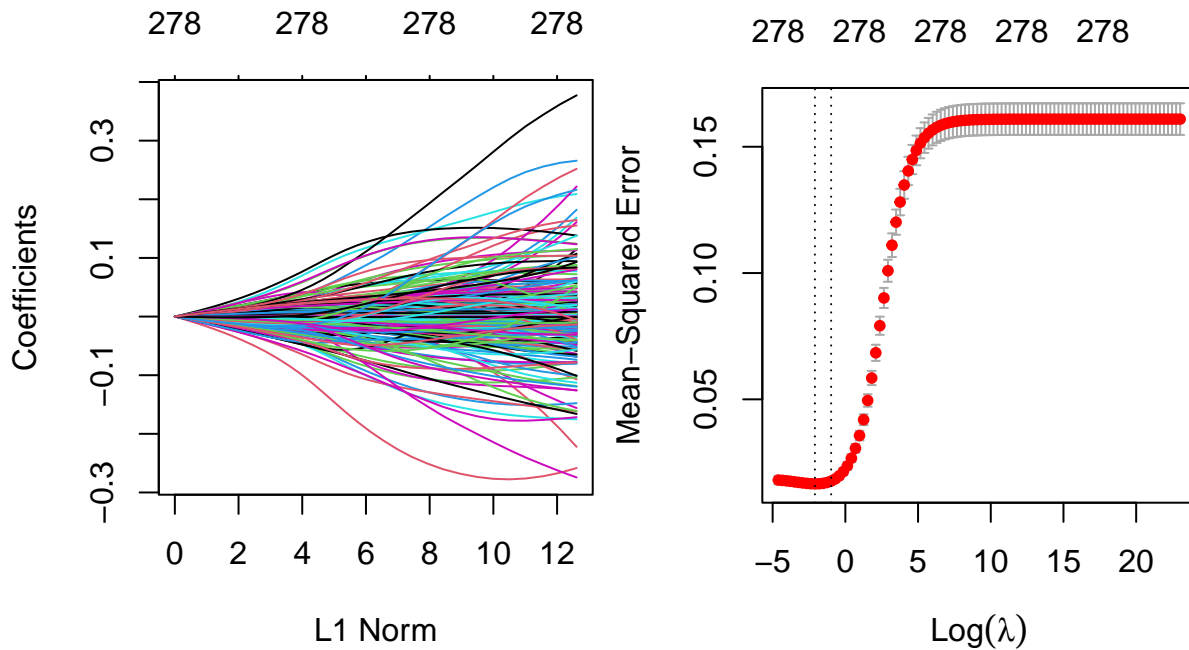 278 278 278 278
Coefficients
0.3
0.1
−0.1
−0.3
0 2 4 6 8 10 12
L1 Norm
278 278 278 278 278
Mean−Squared Error
0.15
0.10
0.05
−5 0 5 10 15 20
Log(λ)